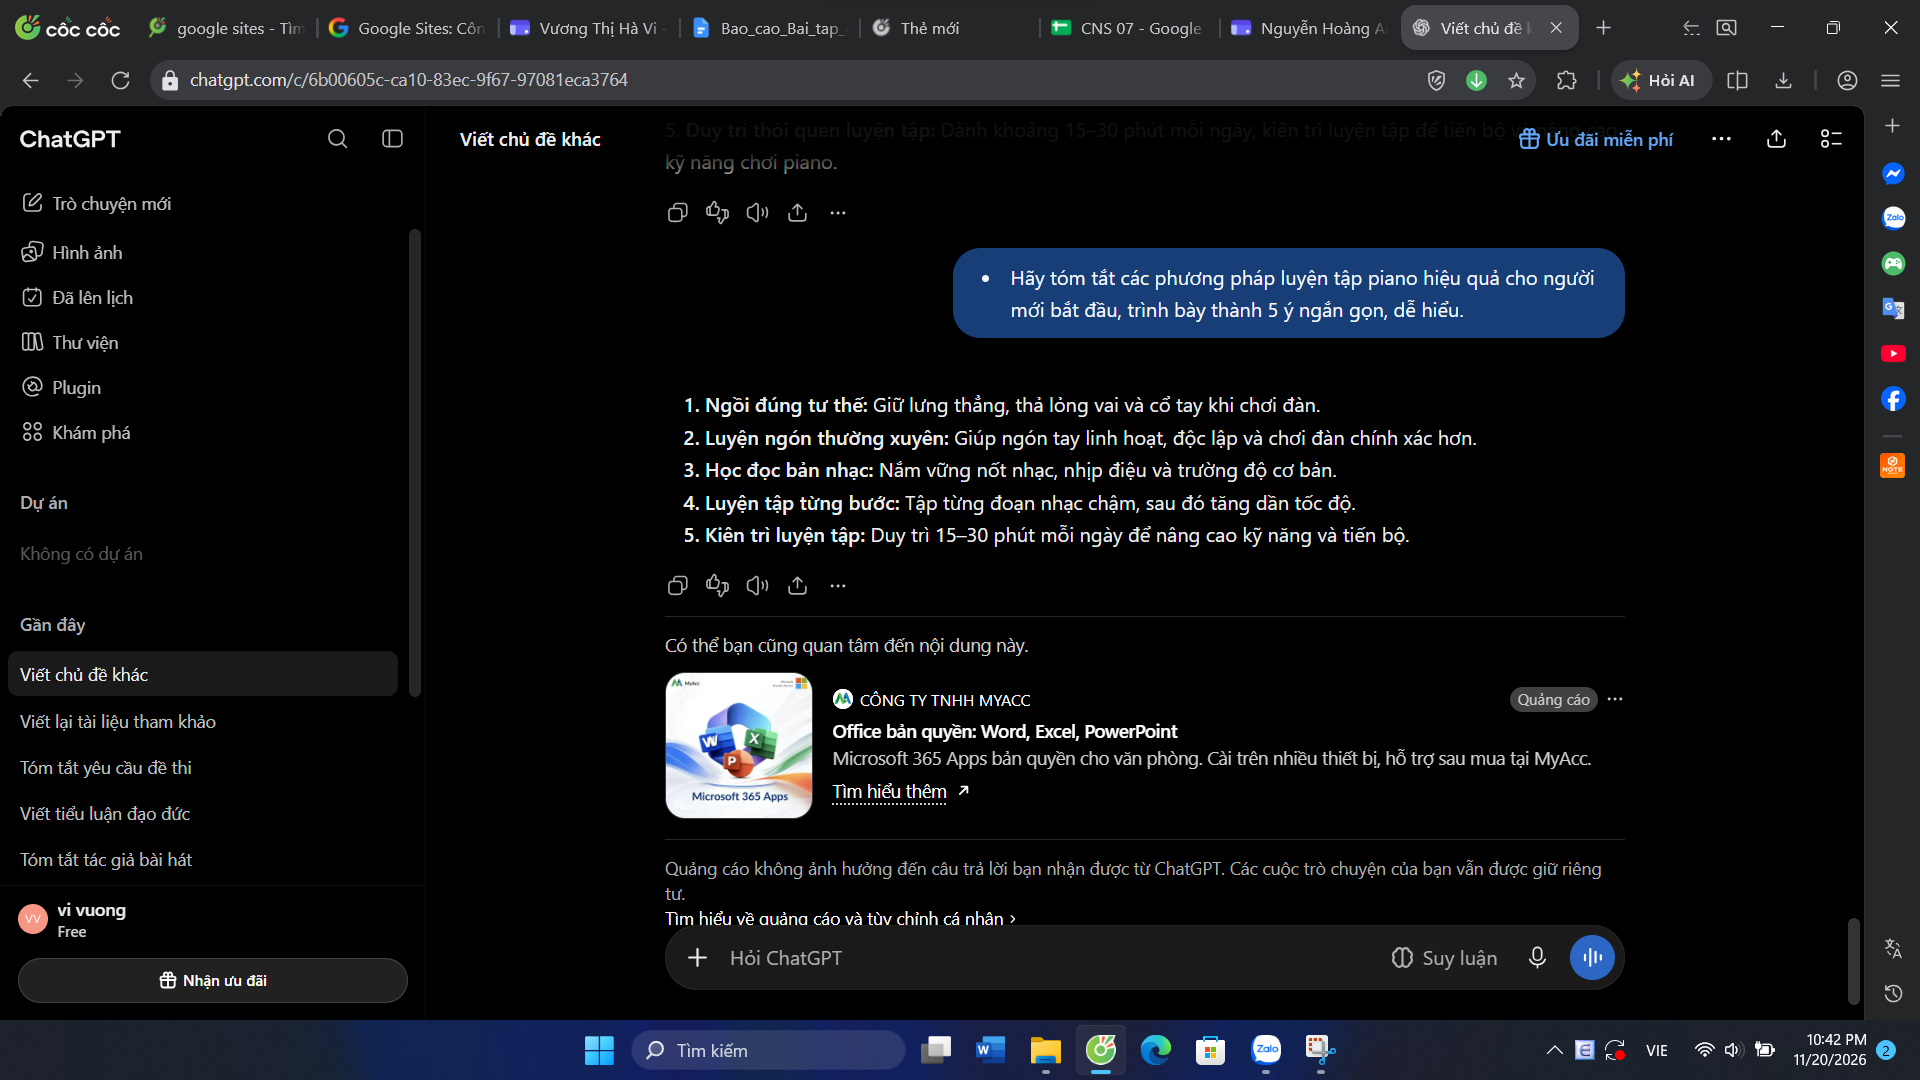 cốc cốc
google sites - Tìm
Google Sites: Côn
Vương Thị Hà Vi -
Bao_cao_Bai_tap_
Thẻ mới
CNS 07 - Google
Nguyễn Hoàng A
Viết chủ đề k
chatgpt.com/c/6b00605c-ca10-83ec-9f67-97081eca3764
Hỏi AI
ChatGPT
Trò chuyện mới
Hình ảnh
Đã lên lịch
Thư viện
Plugin
Khám phá
Dự án
Không có dự án
Gần đây
Viết chủ đề khác
Viết lại tài liệu tham khảo
Tóm tắt yêu cầu đề thi
Viết tiểu luận đạo đức
Tóm tắt tác giả bài hát
VV
vi vuong
Free
Nhận ưu đãi
Viết chủ đề khác
Ưu đãi miễn phí
5. Duy trì thói quen luyện tập: Dành khoảng 15–30 phút mỗi ngày, kiên trì luyện tập để tiến bộ
kỹ năng chơi piano.
• Hãy tóm tắt các phương pháp luyện tập piano hiệu quả cho người
mới bắt đầu, trình bày thành 5 ý ngắn gọn, dễ hiểu.
1. Ngồi đúng tư thế: Giữ lưng thẳng, thả lỏng vai và cổ tay khi chơi đàn.
2. Luyện ngón thường xuyên: Giúp ngón tay linh hoạt, độc lập và chơi đàn chính xác hơn.
3. Học đọc bản nhạc: Nắm vững nốt nhạc, nhịp điệu và trường độ cơ bản.
4. Luyện tập từng bước: Tập từng đoạn nhạc chậm, sau đó tăng dần tốc độ.
5. Kiên trì luyện tập: Duy trì 15–30 phút mỗi ngày để nâng cao kỹ năng và tiến bộ.
Có thể bạn cũng quan tâm đến nội dung này.
MyAcc
W
X
P
Microsoft 365 Apps
CÔNG TY TNHH MYACC
Quảng cáo
Office bản quyền: Word, Excel, PowerPoint
Microsoft 365 Apps bản quyền cho văn phòng. Cài trên nhiều thiết bị, hỗ trợ sau mua tại MyAcc.
Tìm hiểu thêm
Quảng cáo không ảnh hưởng đến câu trả lời bạn nhận được từ ChatGPT. Các cuộc trò chuyện của bạn vẫn được giữ riêng
tư.
Tìm hiểu về quảng cáo và tùy chỉnh cá nhân
Hỏi ChatGPT
Suy luận
Zalo
NOTE
Tìm kiếm
Zalo
VIE
10:42 PM
11/20/2026
2